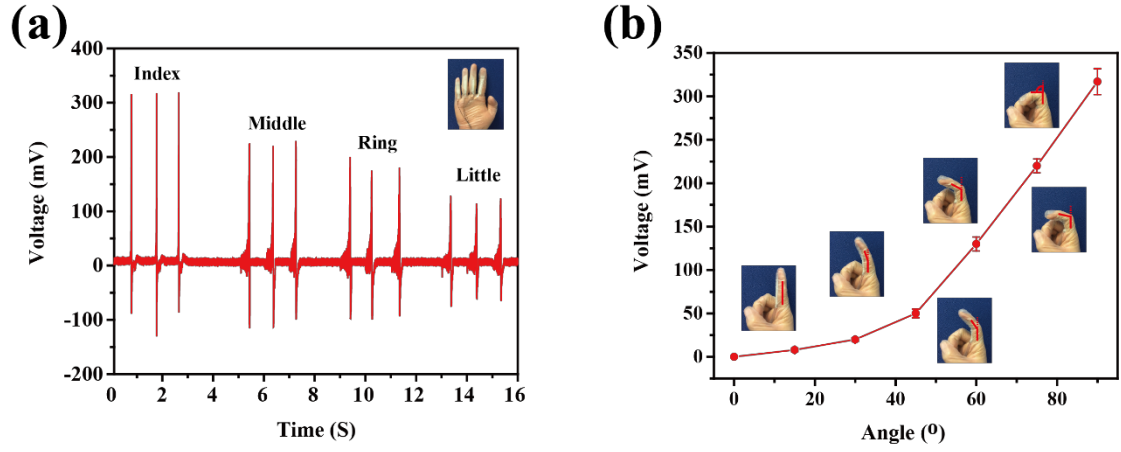 (a)
400
300
200
100
0
-100
-200
Voltage (mV)
Index
Middle
Ring
Little
0 2 4 6 8 10 12 14 16
Time (S)
(b)
350
300
250
200
150
100
50
0
Voltage (mV)
0 20 40 60 80
Angle (⁰)